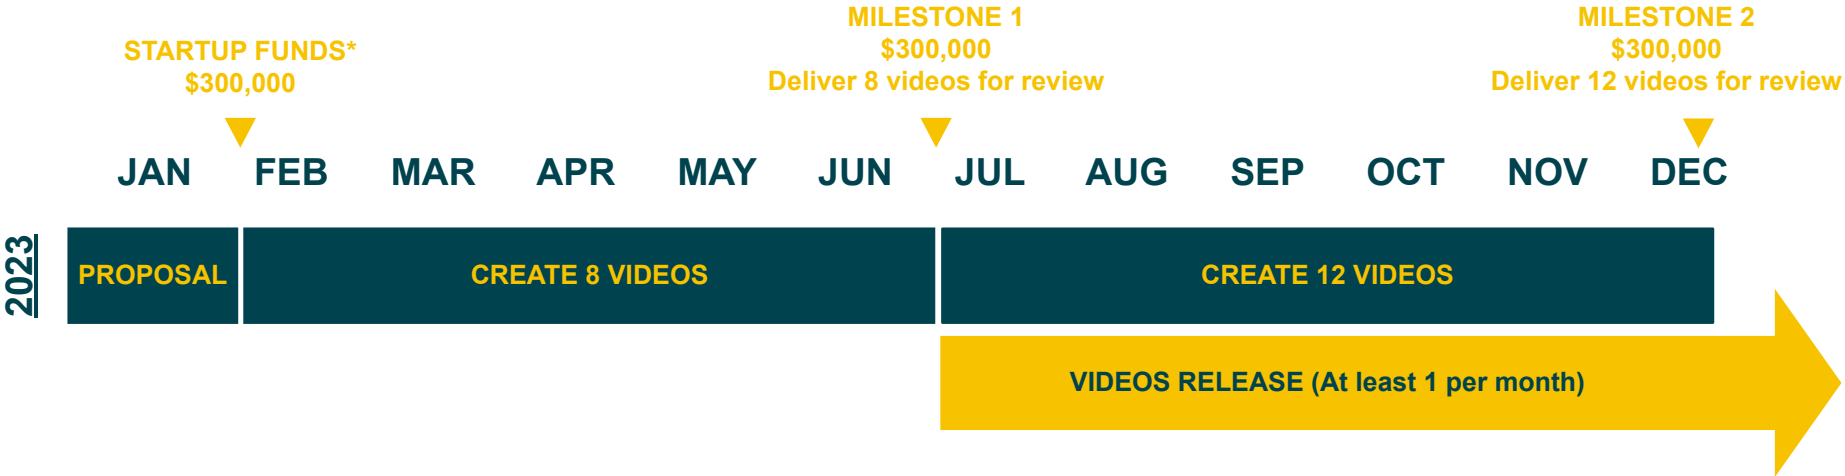 STARTUP FUNDS*
$300,000
MILESTONE 1
$300,000
Deliver 8 videos for review
MILESTONE 2
$300,000
Deliver 12 videos for review
JAN FEB MAR APR MAY JUN JUL AUG SEP OCT NOV DEC
2023
PROPOSAL CREATE 8 VIDEOS CREATE 12 VIDEOS
VIDEOS RELEASE (At least 1 per month)